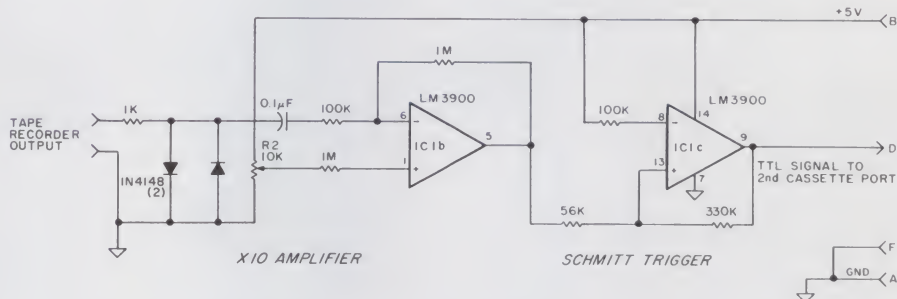 +5V
B
1M
1K
0.1µF
100K
LM3900
100K
LM3900
14
6
8
9
TAPE
RECORDER
OUTPUT
R2
10K
IC1b
5
IC1c
D
1M
1
13
7
TTL SIGNAL TO
2nd CASSETTE PORT
1N4148
(2)
56K
330K
F
X10 AMPLIFIER
SCHMITT TRIGGER
GND
A